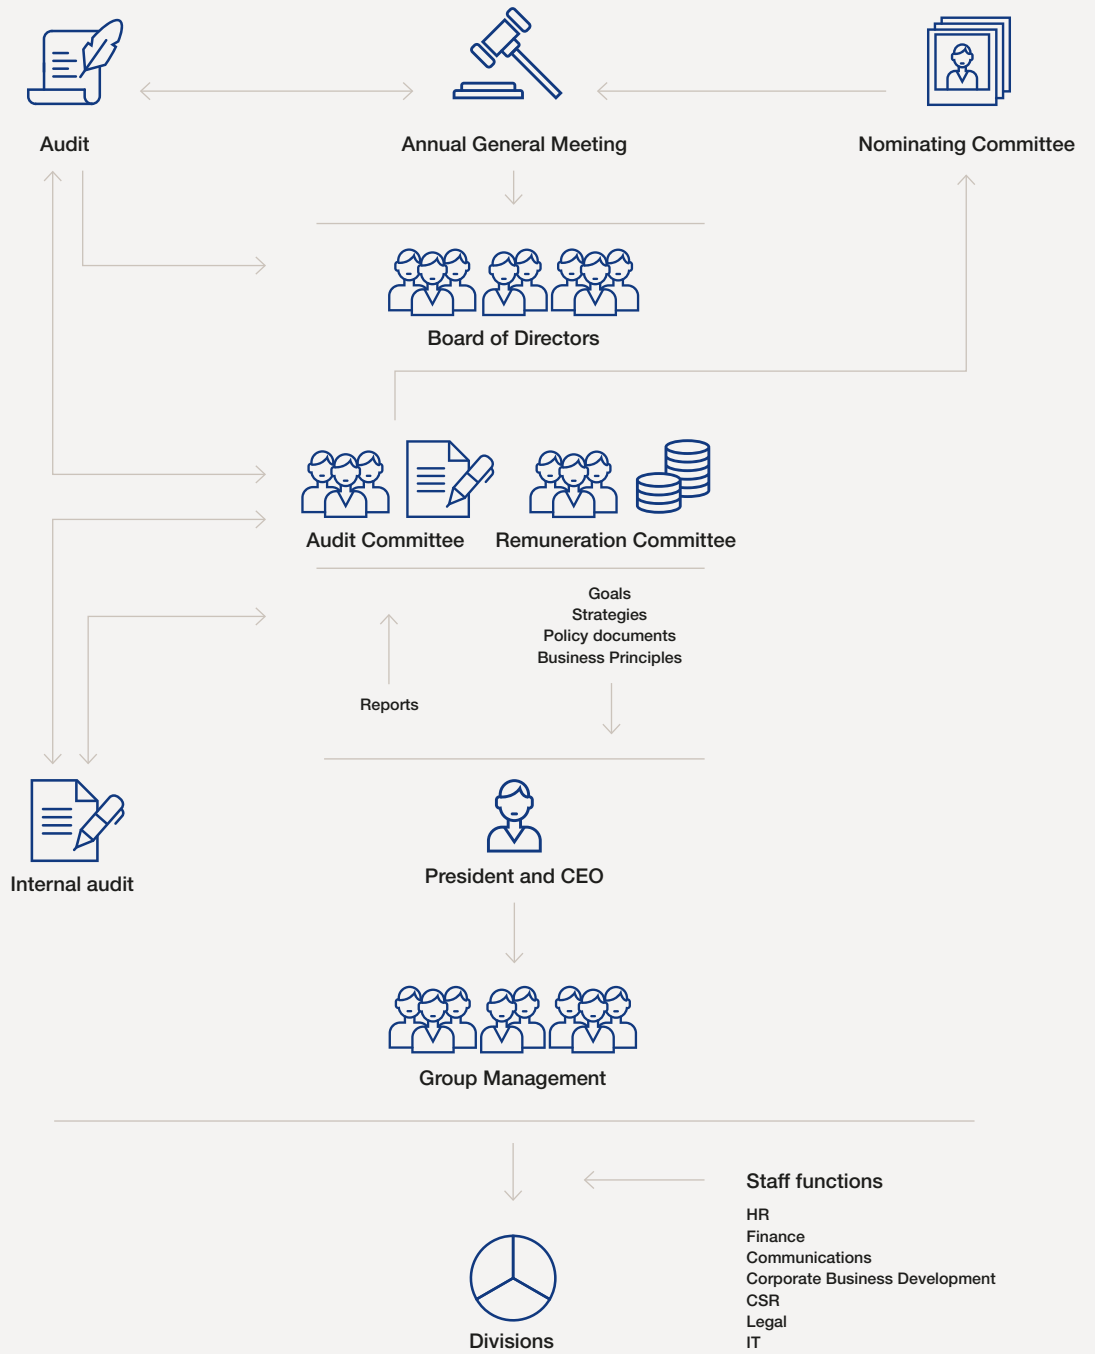 Audit
Annual General Meeting
Nominating Committee
Board of Directors
Audit Committee
Remuneration Committee
Goals
Strategies
Policy documents
Business Principles
Reports
Internal audit
President and CEO
Group Management
Staff functions
HR
Finance
Communications
Corporate Business Development
CSR
Legal
IT
Divisions